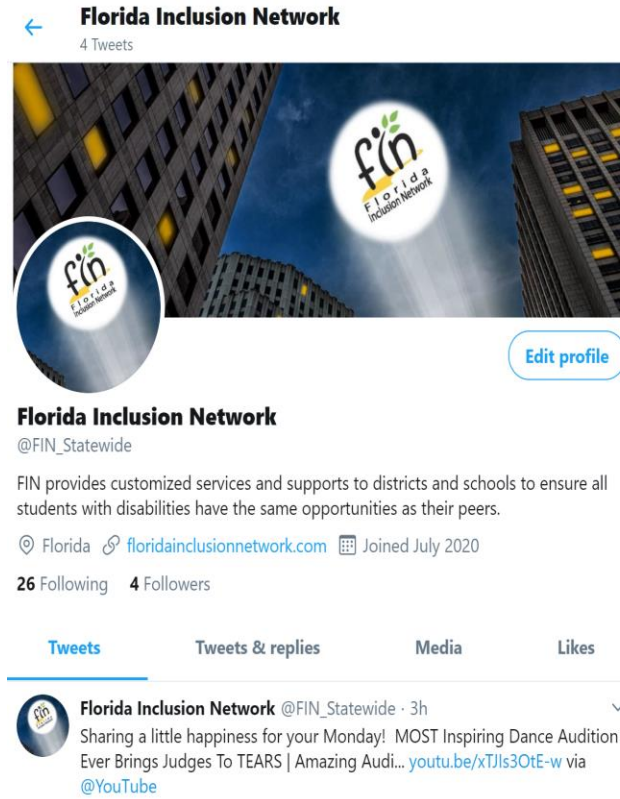 Florida Inclusion Network
4 Tweets
fin
Florida
Inclusion Network
fin
Florida
Inclusion Network
Edit profile
Florida Inclusion Network
@FIN_Statewide
FIN provides customized services and supports to districts and schools to ensure all
students with disabilities have the same opportunities as their peers.
Florida floridainclusionnetwork.com Joined July 2020
26 Following 4 Followers
Tweets Tweets & replies Media Likes
Florida Inclusion Network @FIN_Statewide · 3h
Sharing a little happiness for your Monday! MOST Inspiring Dance Audition
Ever Brings Judges To TEARS | Amazing Audi... youtu.be/xTJIs3OtE-w via
@YouTube
fin